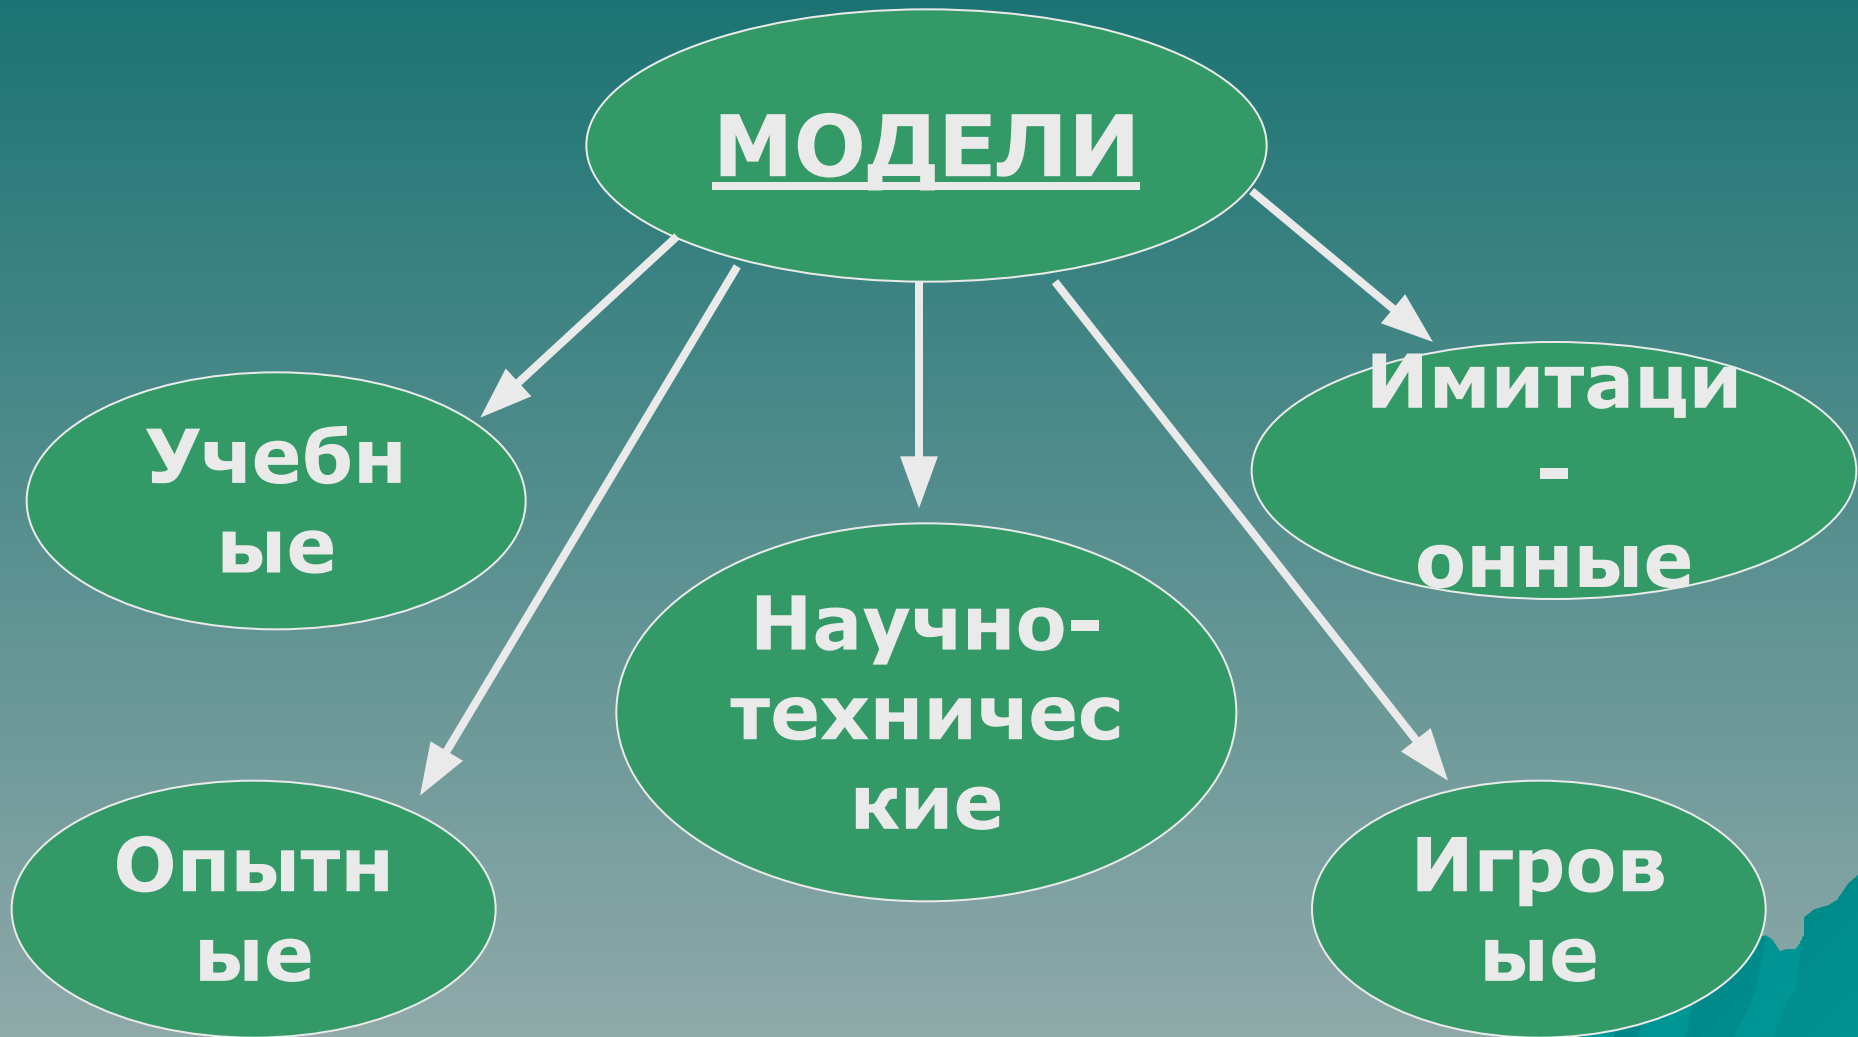 МОДЕЛИ
Учебн
ые
Опытн
ые
Научно-
техничес
кие
Имитаци
-
онные
Игров
ые